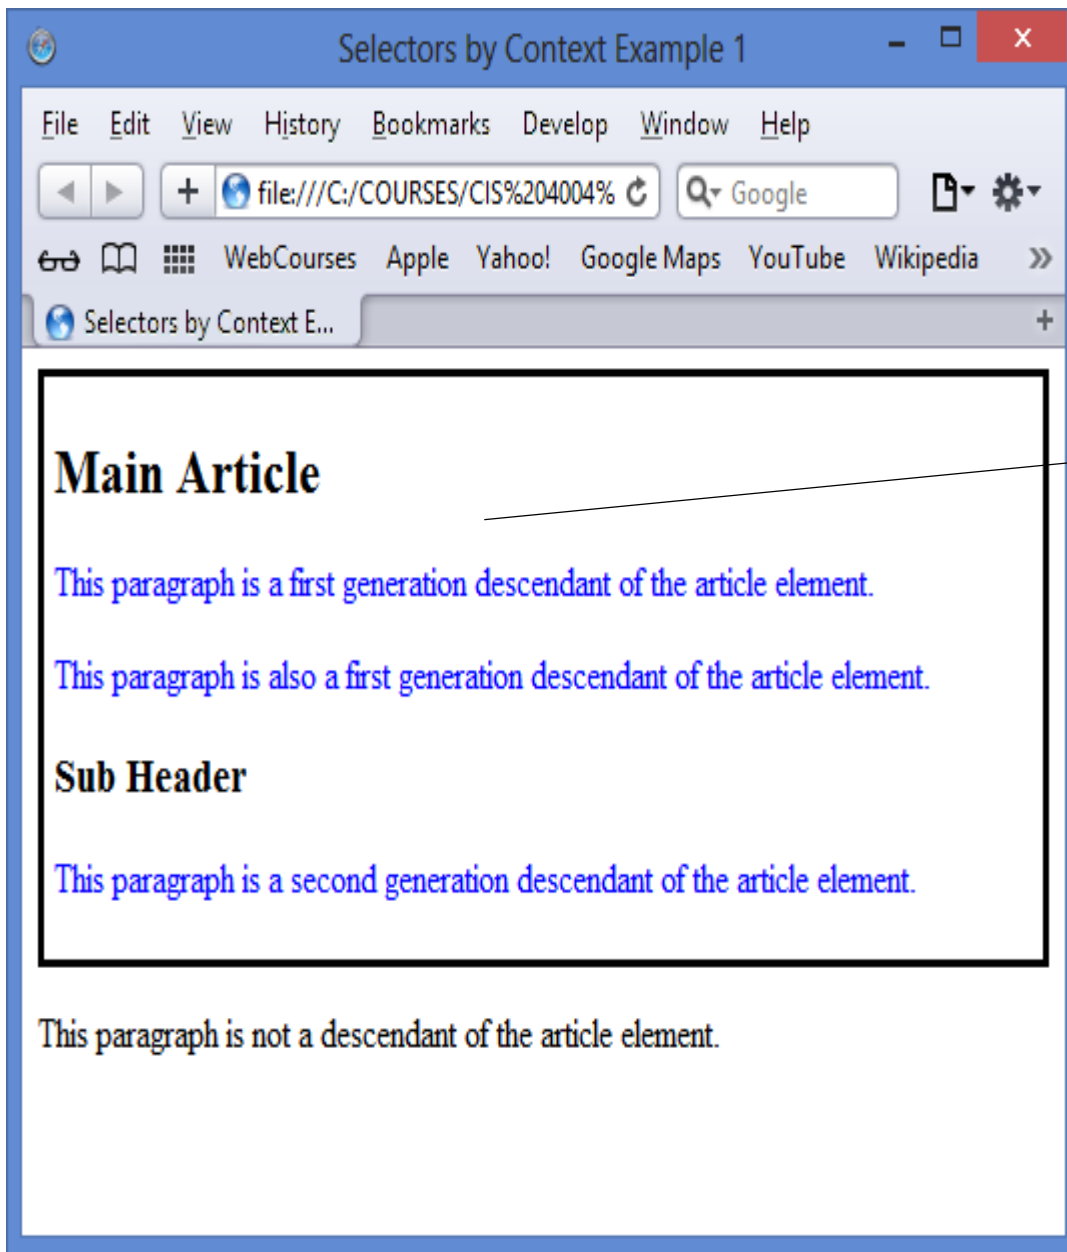 Selectors by Context Example 1
File Edit View History Bookmarks Develop Window Help
file:///C:/COURSES/CIS%204004% Google
WebCourses Apple Yahoo! Google Maps YouTube Wikipedia
Selectors by Context E...
Main Article
This paragraph is a first generation descendant of the article element.
This paragraph is also a first generation descendant of the article element.
Sub Header
This paragraph is a second generation descendant of the article element.
This paragraph is not a descendant of the article element.